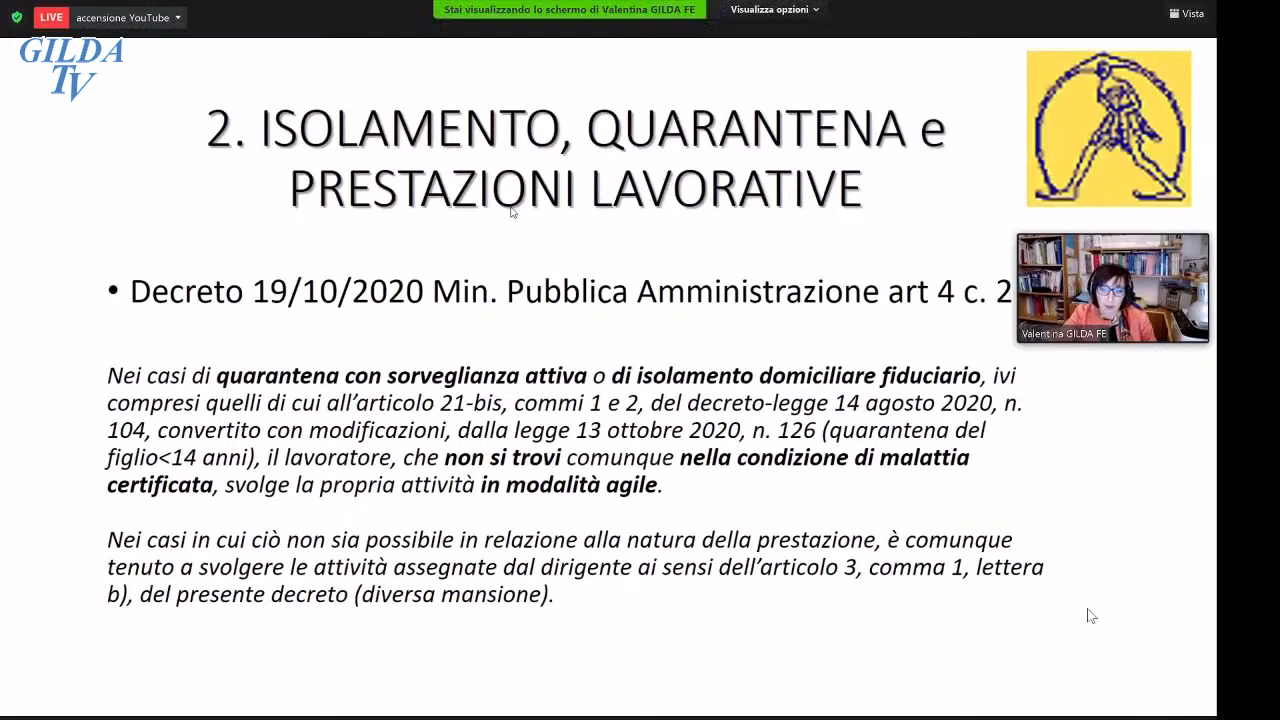 LIVE accensione YouTube
Stai visualizzando lo schermo di Valentina GILDA FE
Visualizza opzioni
Vista
GILDA
TV
2. ISOLAMENTO, QUARANTENA e
PRESTAZIONI LAVORATIVE
• Decreto 19/10/2020 Min. Pubblica Amministrazione art 4 c. 2
Valentina GILDA FE
Nei casi di quarantena con sorveglianza attiva o di isolamento domiciliare fiduciario, ivi
compresi quelli di cui all’articolo 21-bis, commi 1 e 2, del decreto-legge 14 agosto 2020, n.
104, convertito con modificazioni, dalla legge 13 ottobre 2020, n. 126 (quarantena del
figlio<14 anni), il lavoratore, che non si trovi comunque nella condizione di malattia
certificata, svolge la propria attività in modalità agile.
Nei casi in cui ciò non sia possibile in relazione alla natura della prestazione, è comunque
tenuto a svolgere le attività assegnate dal dirigente ai sensi dell’articolo 3, comma 1, lettera
b), del presente decreto (diversa mansione).